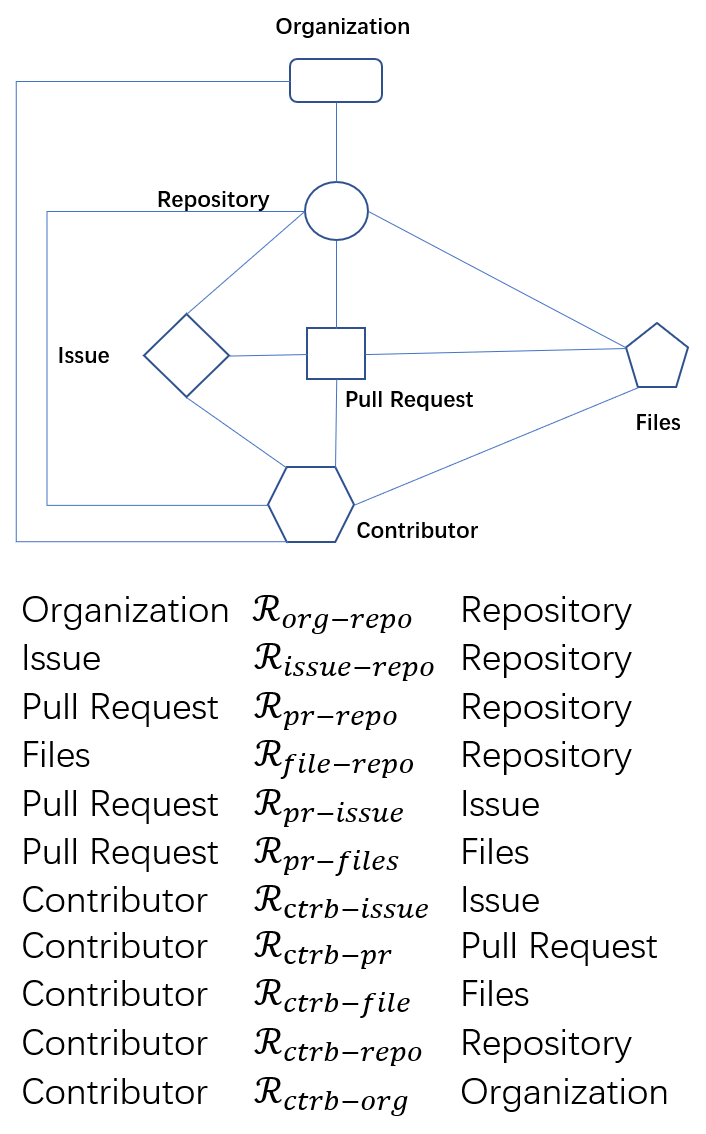 Organization
Repository
Issue
Pull Request
Files
Contributor
Organization ℛorg−repo Repository
Issue ℛissue−repo Repository
Pull Request ℛpr−repo Repository
Files ℛfile−repo Repository
Pull Request ℛpr−issue Issue
Pull Request ℛpr−files Files
Contributor ℛctrb−issue Issue
Contributor ℛctrb−pr Pull Request
Contributor ℛctrb−file Files
Contributor ℛctrb−repo Repository
Contributor ℛctrb−org Organization